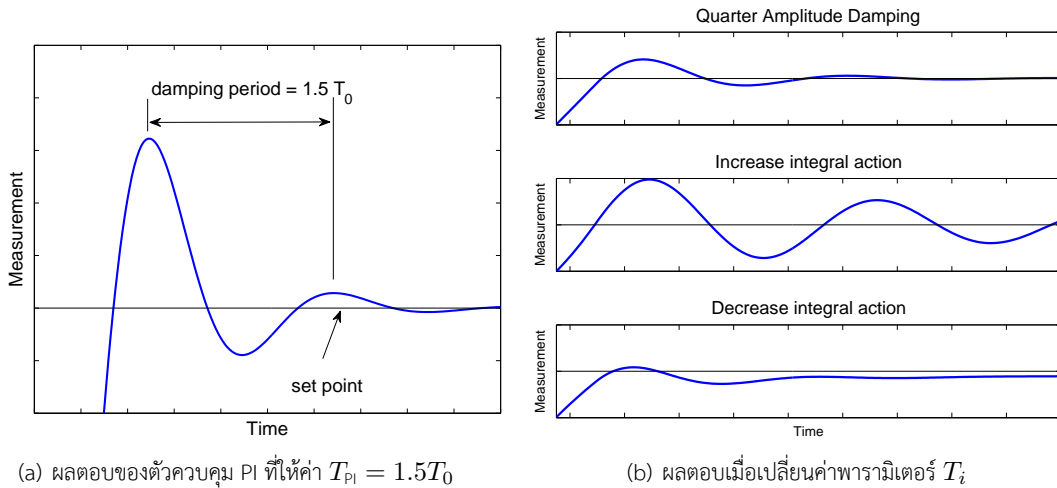 damping period = 1.5 T0
set point
Measurement
Time
(a) ผลตอบของตัวควบคุม PI ที่ให้ค่า TPI = 1.5T0
Quarter Amplitude Damping
Measurement
Increase integral action
Measurement
Decrease integral action
Measurement
Time
(b) ผลตอบเมื่อเปลี่ยนค่าพารามิเตอร์ Ti